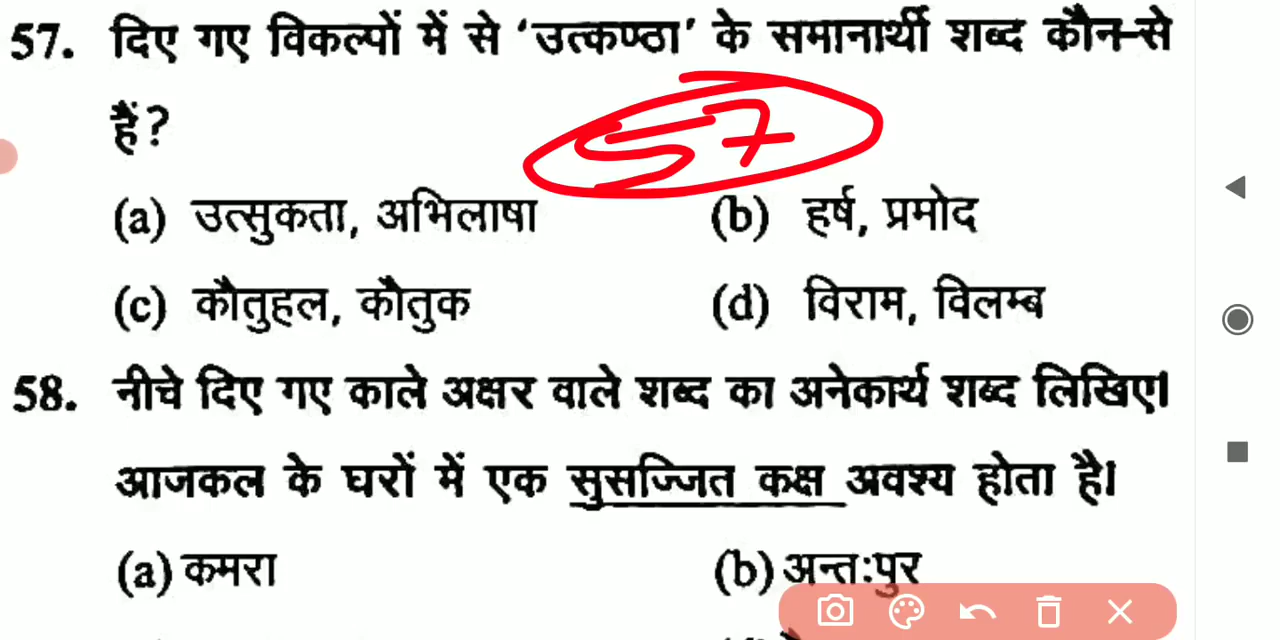 57. दिए गए विकल्पों में से ‘उत्कण्ठा’ के समानार्थी शब्द कौन-से
हैं?
57
(a) उत्सुकता, अभिलाषा (b) हर्ष, प्रमोद
(c) कौतुहल, कौतुक (d) विराम, विलम्ब
58. नीचे दिए गए काले अक्षर वाले शब्द का अनेकार्थ शब्द लिखिए।
आजकल के घरों में एक सुसज्जित कक्ष अवश्य होता है।
(a) कमरा (b) अन्तःपुर